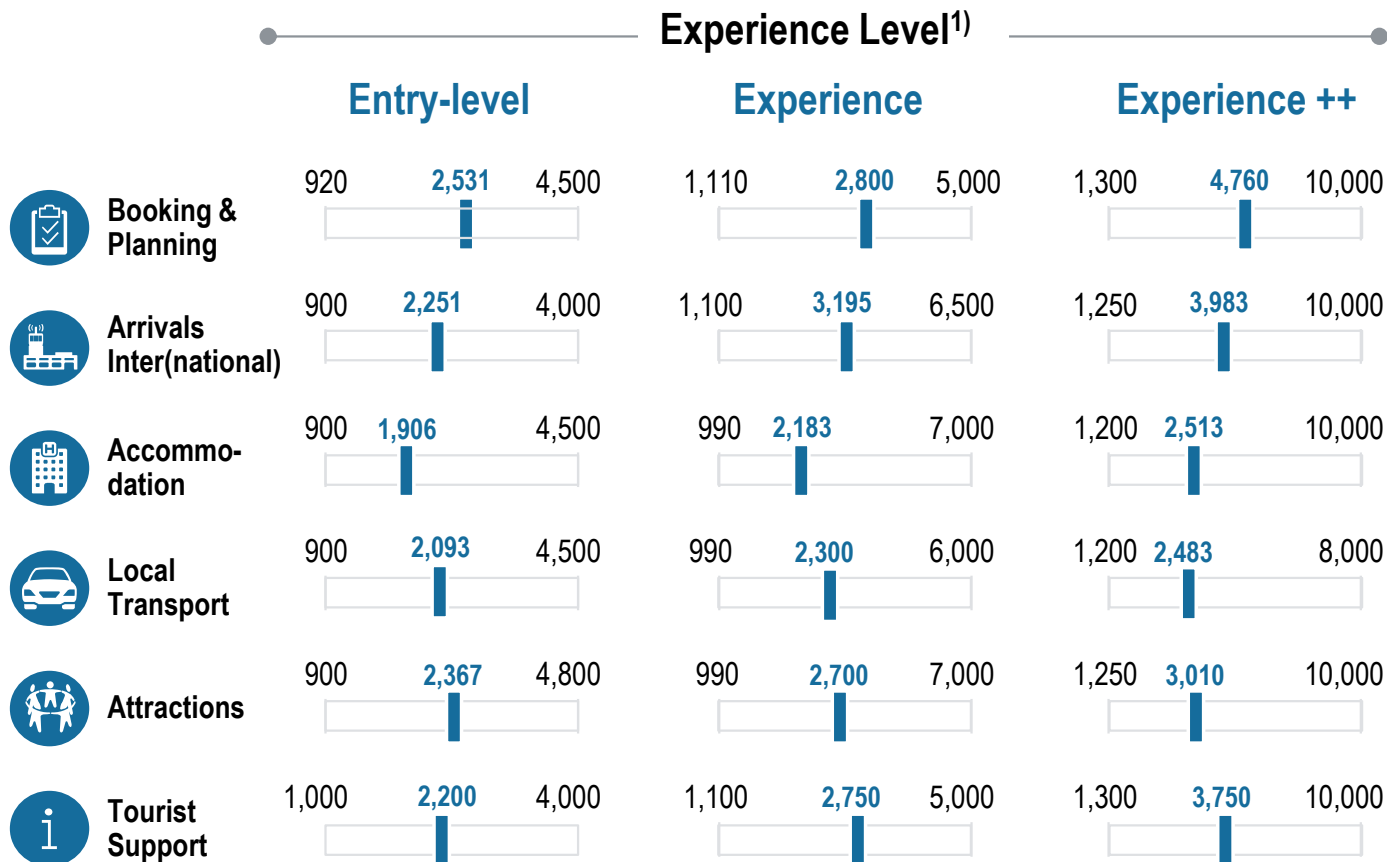 Experience Level1)
Entry-level Experience Experience ++
920 2,531 4,500 1,110 2,800 5,000 1,300 4,760 10,000
Booking &
Planning
900 2,251 4,000 1,100 3,195 6,500 1,250 3,983 10,000
Arrivals
Inter(national)
900 1,906 4,500 990 2,183 7,000 1,200 2,513 10,000
Accommo-
dation
900 2,093 4,500 990 2,300 6,000 1,200 2,483 8,000
Local
Transport
900 2,367 4,800 990 2,700 7,000 1,250 3,010 10,000
Attractions
1,000 2,200 4,000 1,100 2,750 5,000 1,300 3,750 10,000
Tourist
Support